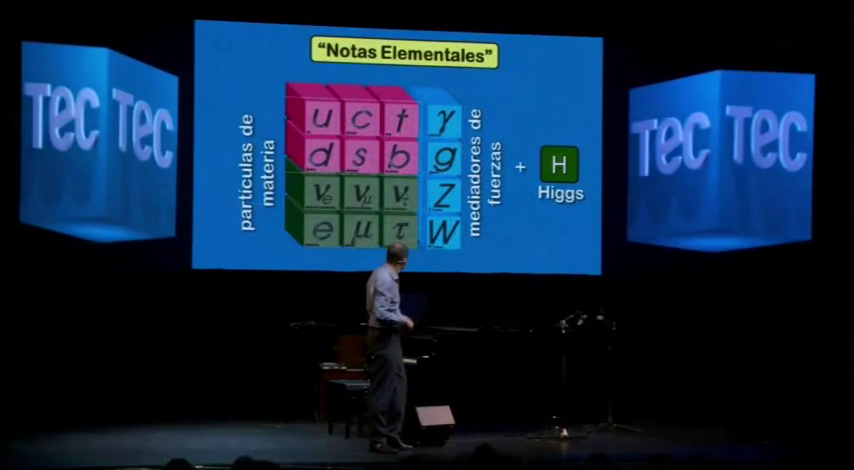 "Notas Elementales"
TEC TEC
partículas de
materia
u c t γ
d s b g
νe νμ ντ Z
e μ τ W
mediadores de
fuerzas
+
H
Higgs
TEC TEC